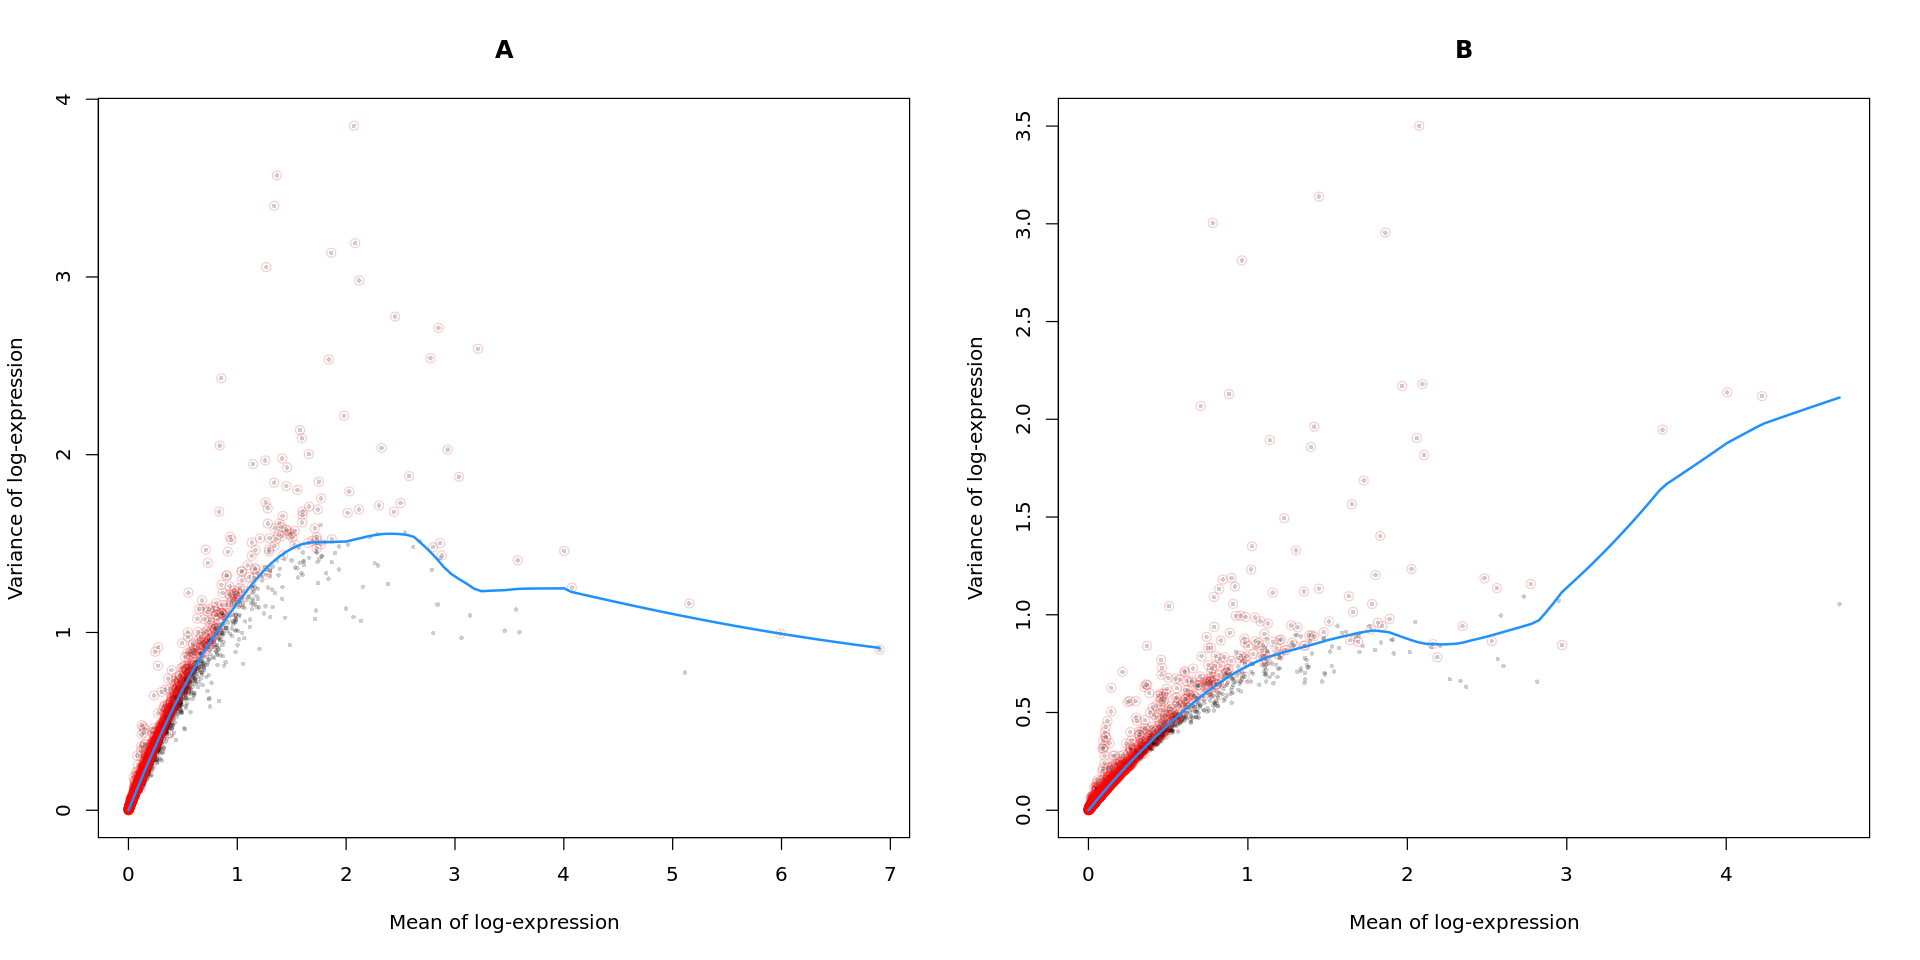 A
Variance of log-expression
4
3
2
1
0
0 1 2 3 4 5 6 7
Mean of log-expression
B
Variance of log-expression
3.5
3.0
2.5
2.0
1.5
1.0
0.5
0.0
0 1 2 3 4
Mean of log-expression